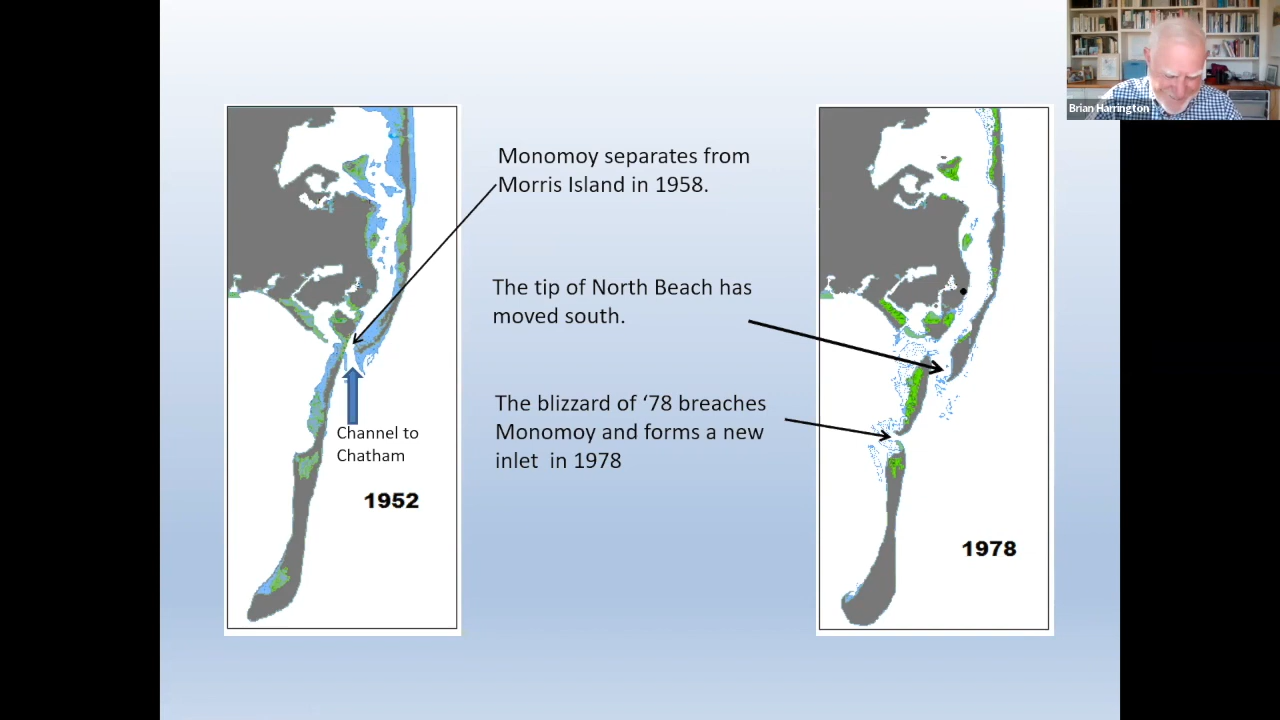 Brian Harrington
Monomoy separates from
Morris Island in 1958.
The tip of North Beach has
moved south.
The blizzard of ‘78 breaches
Monomoy and forms a new
inlet  in 1978
Channel to
Chatham
1952
1978